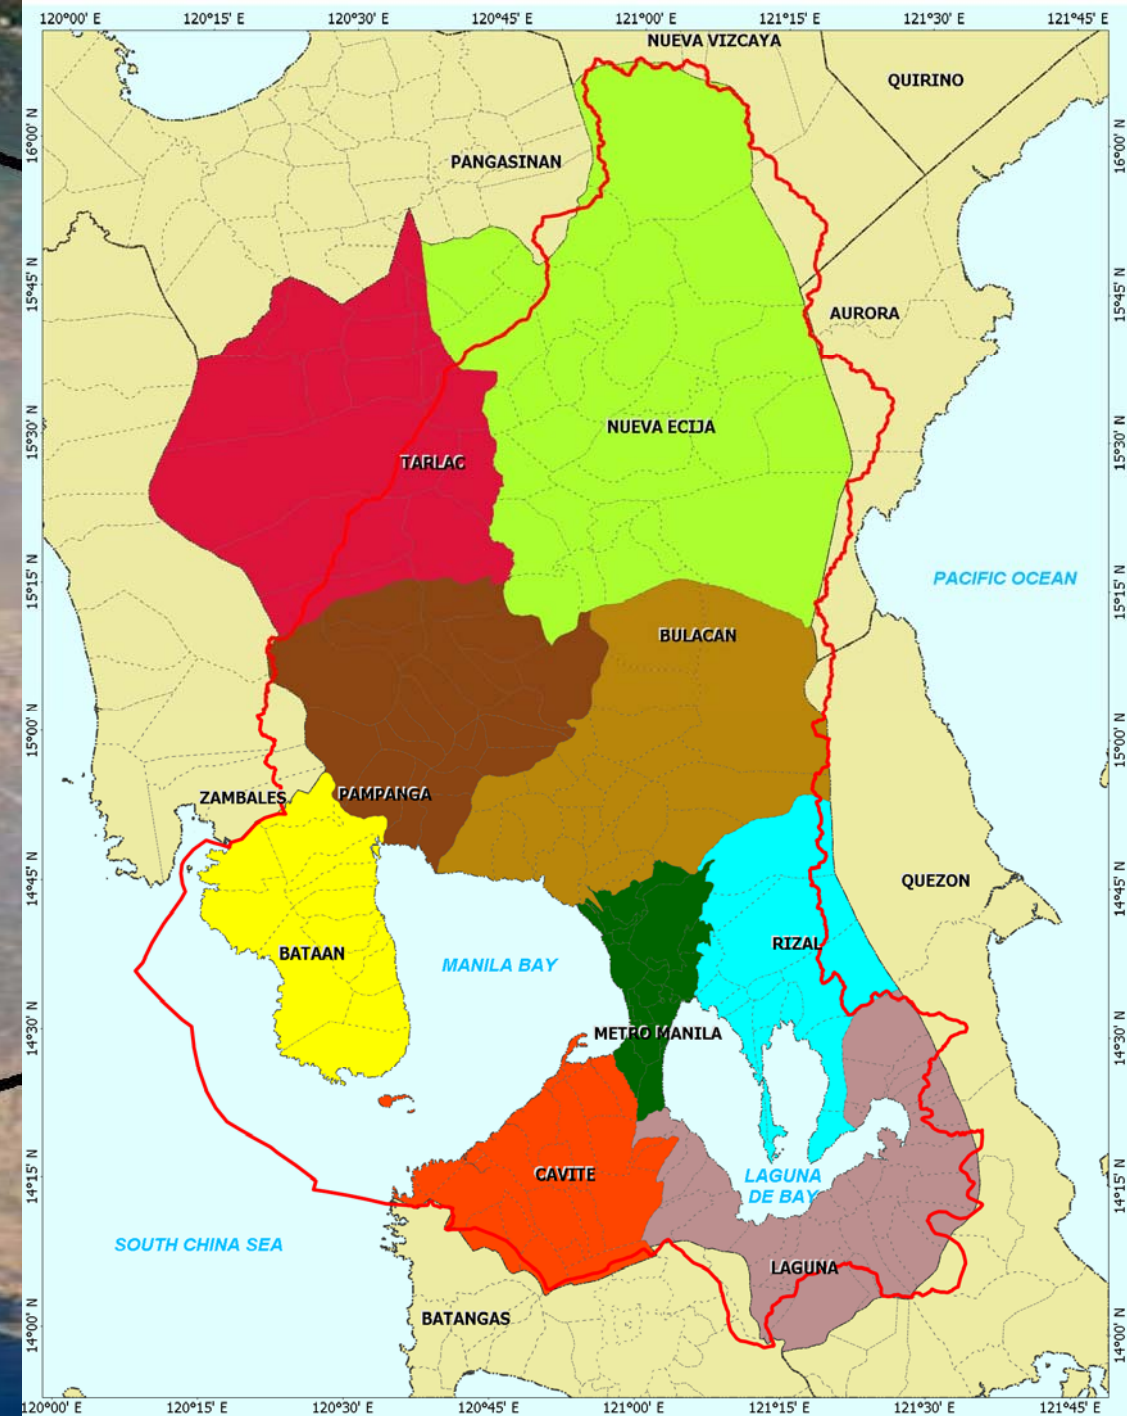 120°00' E 120°15' E 120°30' E 120°45' E 121°00' E 121°15' E 121°30' E 121°45' E
NUEVA VIZCAYA
QUIRINO
16°00' N
16°00' N
PANGASINAN
15°45' N
15°45' N
AURORA
NUEVA ECIJA
15°30' N
15°30' N
TARLAC
PACIFIC OCEAN
15°15' N
15°15' N
BULACAN
15°00' N
15°00' N
ZAMBALES
PAMPANGA
14°45' N
14°45' N
QUEZON
RIZAL
BATAAN
MANILA BAY
14°30' N
14°30' N
METRO MANILA
CAVITE
LAGUNA
DE BAY
14°15' N
14°15' N
SOUTH CHINA SEA
LAGUNA
BATANGAS
14°00' N
14°00' N
120°00' E 120°15' E 120°30' E 120°45' E 121°00' E 121°15' E 121°30' E 121°45' E